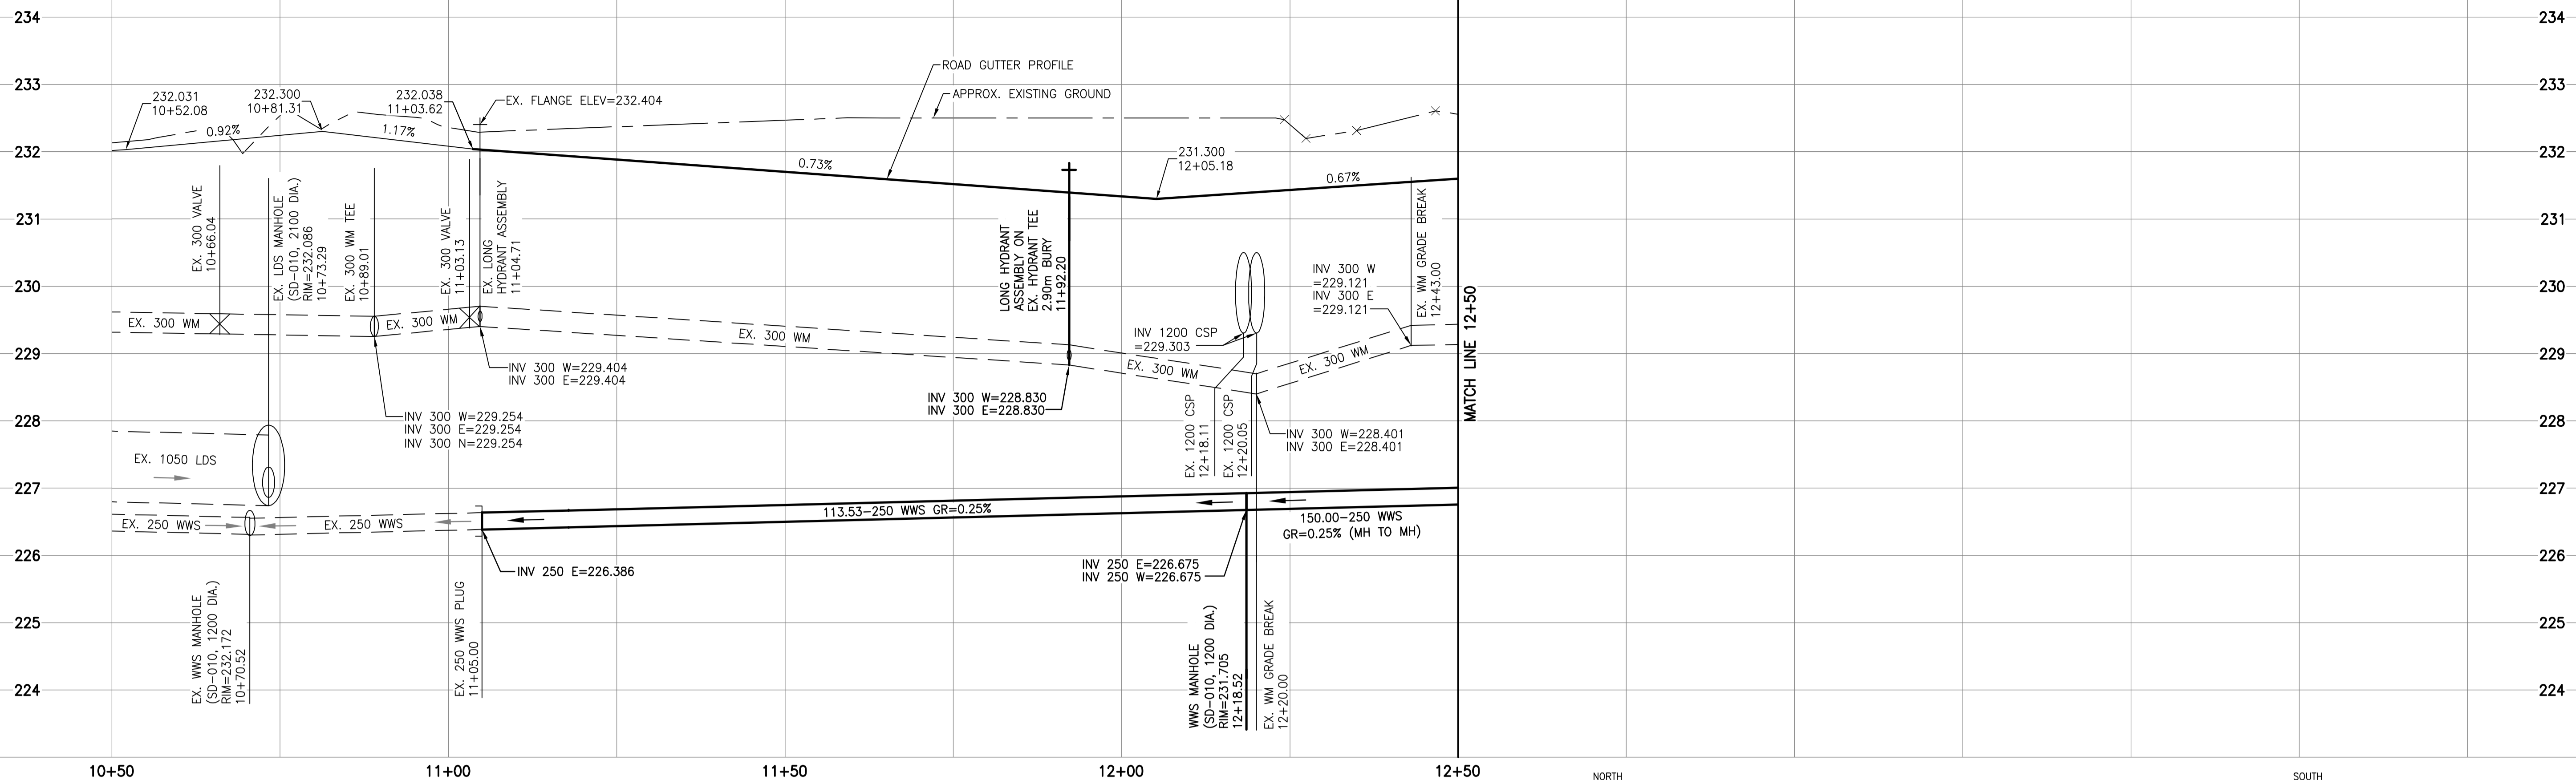 234
234
233
233
232
232
231
231
230
230
229
229
228
228
227
227
226
226
225
225
224
224
232.031
10+52.08
0.92%
232.300
10+81.31
1.17%
232.038
11+03.62
EX. FLANGE ELEV=232.404
ROAD GUTTER PROFILE
APPROX. EXISTING GROUND
0.73%
231.300
12+05.18
0.67%
EX. 300 VALVE
10+66.04
EX. LDS MANHOLE
(SD-010, 2100 DIA.)
RIM=232.086
10+73.29
EX. 300 WM TEE
10+89.01
EX. 300 VALVE
11+03.13
EX. LONG
HYDRANT ASSEMBLY
11+04.71
LONG HYDRANT
ASSEMBLY ON
EX. HYDRANT TEE
2.90m BURY
11+92.20
INV 1200 CSP
=229.303
INV 300 W
=229.121
INV 300 E
=229.121
EX. WM GRADE BREAK
12+43.00
MATCH LINE 12+50
EX. 300 WM
EX. 300 WM
EX. 300 WM
EX. 300 WM
EX. 300 WM
INV 300 W=229.404
INV 300 E=229.404
INV 300 W=229.254
INV 300 E=229.254
INV 300 N=229.254
INV 300 W=228.830
INV 300 E=228.830
EX. 1200 CSP
12+18.11
EX. 1200 CSP
12+20.05
INV 300 W=228.401
INV 300 E=228.401
EX. 1050 LDS
EX. 250 WWS
EX. 250 WWS
113.53-250 WWS GR=0.25%
150.00-250 WWS
GR=0.25% (MH TO MH)
INV 250 E=226.386
INV 250 E=226.675
INV 250 W=226.675
EX. WWS MANHOLE
(SD-010, 1200 DIA.)
RIM=232.172
10+70.52
EX. 250 WWS PLUG
11+05.00
WWS MANHOLE
(SD-010, 1200 DIA.)
RIM=231.705
12+18.52
EX. WM GRADE BREAK
12+20.00
10+50
11+00
11+50
12+00
12+50
NORTH
SOUTH